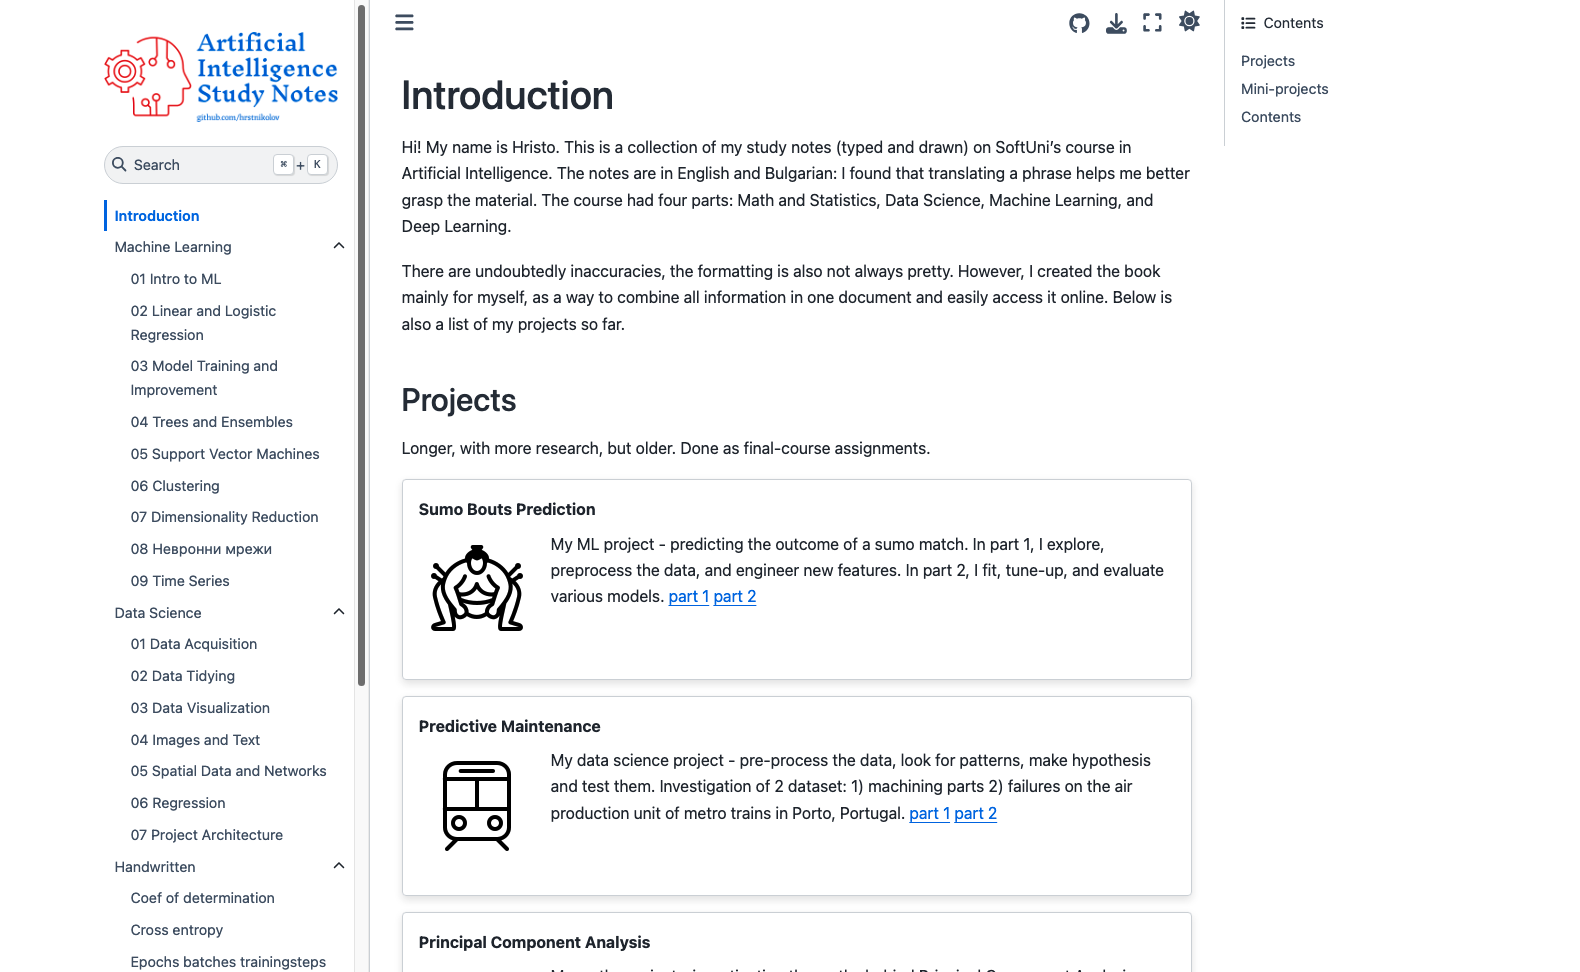 Artificial
Intelligence
Study Notes
github.com/hrstnikolov
Search
⌘ + K
Introduction
Machine Learning
01 Intro to ML
02 Linear and Logistic
Regression
03 Model Training and
Improvement
04 Trees and Ensembles
05 Support Vector Machines
06 Clustering
07 Dimensionality Reduction
08 Невронни мрежи
09 Time Series
Data Science
01 Data Acquisition
02 Data Tidying
03 Data Visualization
04 Images and Text
05 Spatial Data and Networks
06 Regression
07 Project Architecture
Handwritten
Coef of determination
Cross entropy
Epochs batches trainingsteps
Introduction
Hi! My name is Hristo. This is a collection of my study notes (typed and drawn) on SoftUni’s course in
Artificial Intelligence. The notes are in English and Bulgarian: I found that translating a phrase helps me better
grasp the material. The course had four parts: Math and Statistics, Data Science, Machine Learning, and
Deep Learning.
There are undoubtedly inaccuracies, the formatting is also not always pretty. However, I created the book
mainly for myself, as a way to combine all information in one document and easily access it online. Below is
also a list of my projects so far.
Projects
Longer, with more research, but older. Done as final-course assignments.
Sumo Bouts Prediction
My ML project - predicting the outcome of a sumo match. In part 1, I explore,
preprocess the data, and engineer new features. In part 2, I fit, tune-up, and evaluate
various models. part 1 part 2
Predictive Maintenance
My data science project - pre-process the data, look for patterns, make hypothesis
and test them. Investigation of 2 dataset: 1) machining parts 2) failures on the air
production unit of metro trains in Porto, Portugal. part 1 part 2
Principal Component Analysis
Contents
Projects
Mini-projects
Contents